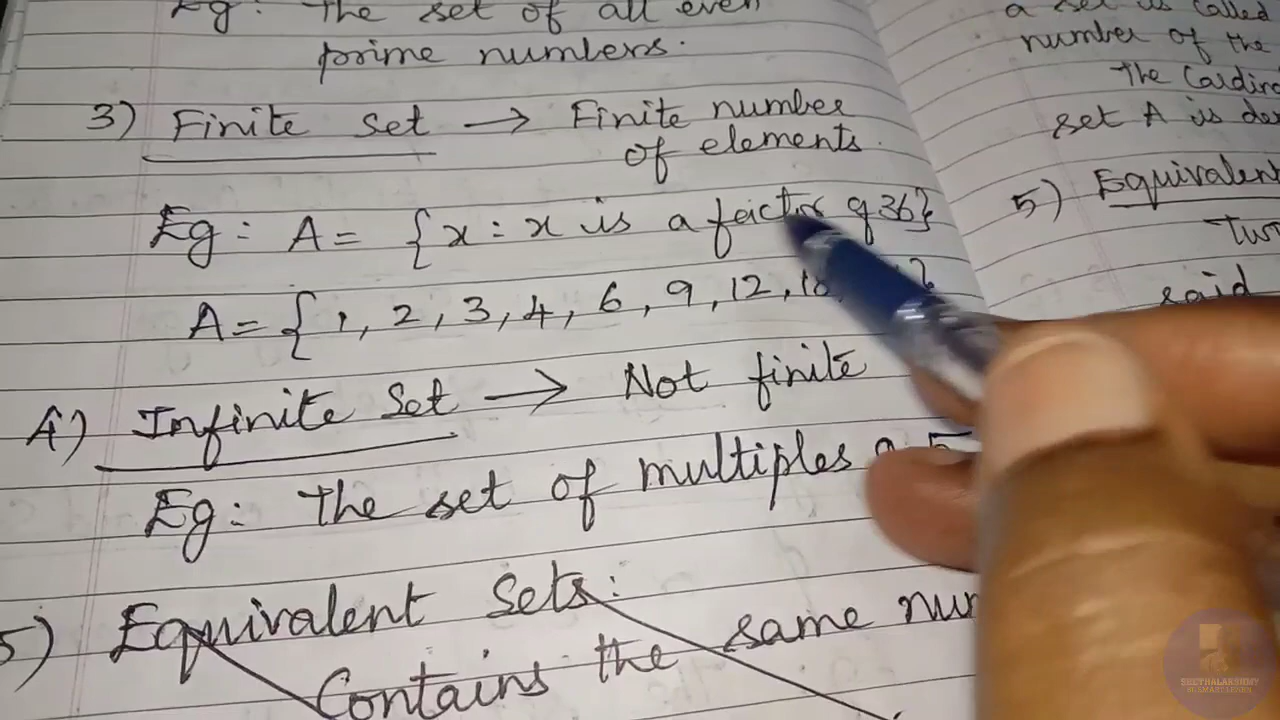 Eg: The set of all even
prime numbers.
3) Finite set → Finite number
of elements.
Eg: A = {x : x is a factor of 36}
A = {1, 2, 3, 4, 6, 9, 12, 18,
4) Infinite Set → Not finite
Eg: The set of multiples
5) Equivalent Sets:
Contains the same
a set is called
number of the
The
set A is
5) Equivalent
said
SEETHALAKSHMY